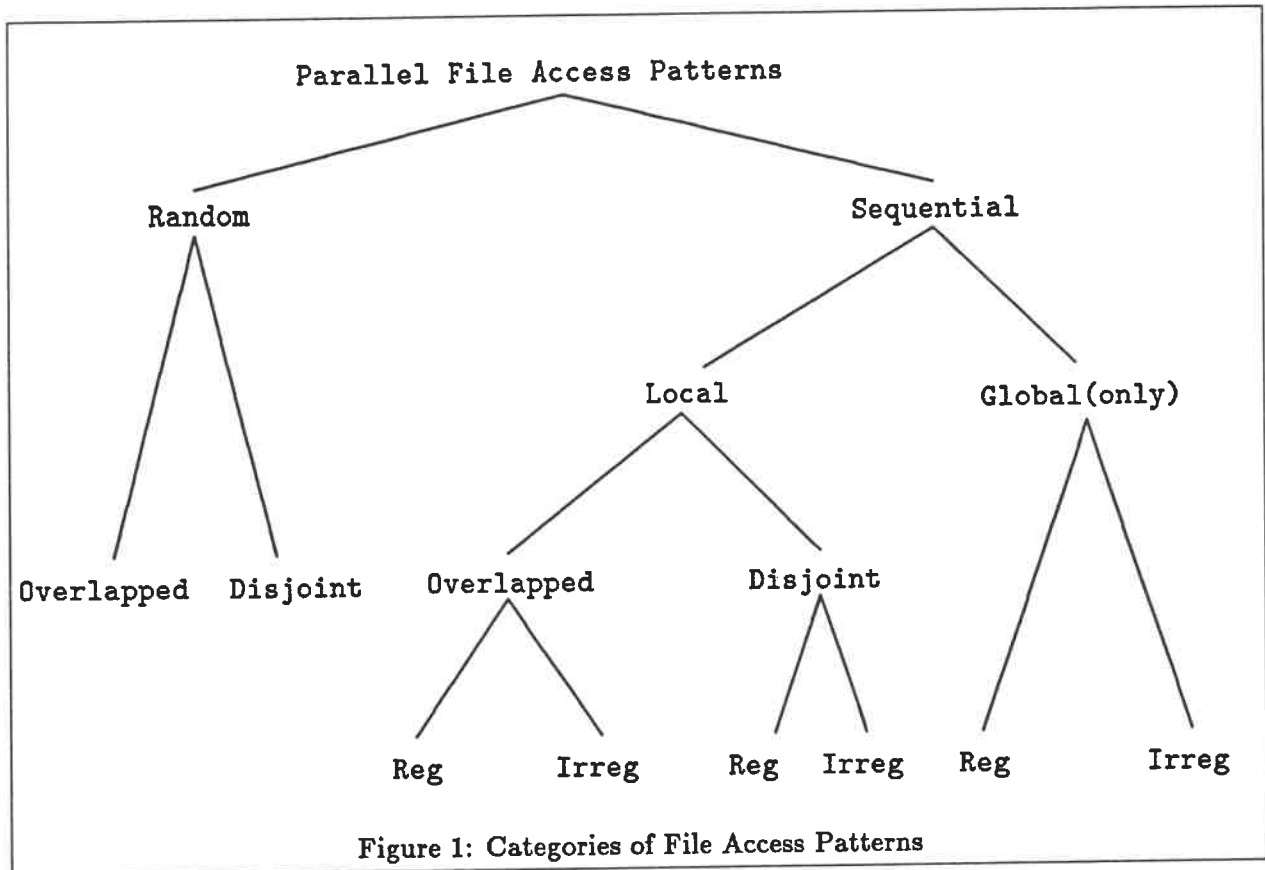 Parallel File Access Patterns
Random
Sequential
Local
Global(only)
Overlapped Disjoint
Overlapped
Disjoint
Reg
Irreg
Reg
Irreg
Reg
Irreg
Figure 1: Categories of File Access Patterns